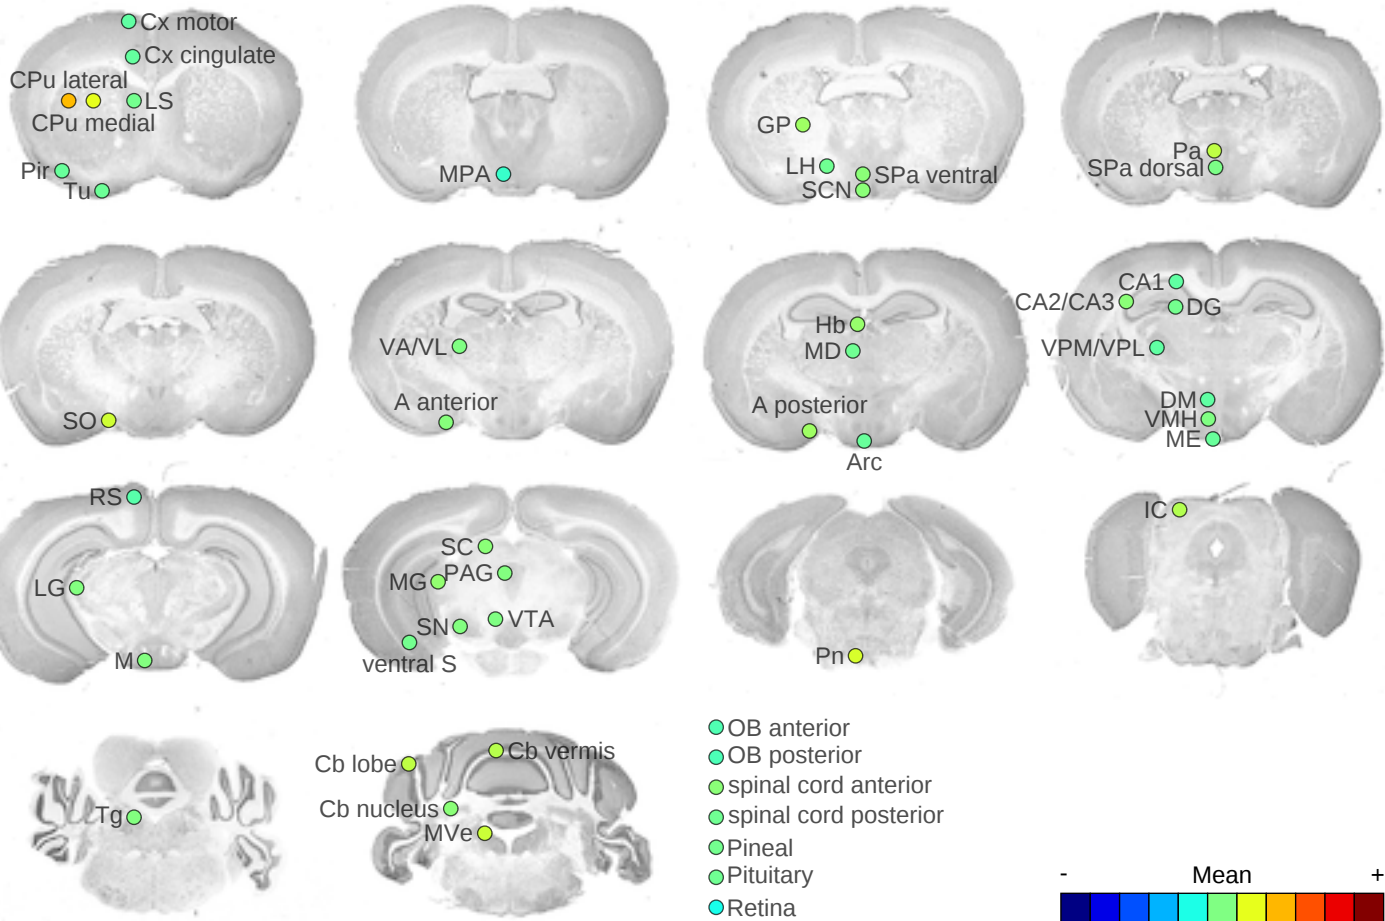 Cx motor
Cx cingulate
CPu lateral
LS
CPu medial
Pir
Tu
MPA
GP
LH
SPa ventral
SCN
Pa
SPa dorsal
SO
VA/VL
A anterior
Hb
MD
A posterior
Arc
CA1
CA2/CA3
DG
VPM/VPL
DM
VMH
ME
RS
LG
M
SC
MG
PAG
SN
VTA
ventral S
Pn
IC
Tg
Cb lobe
Cb vermis
Cb nucleus
MVe
OB anterior
OB posterior
spinal cord anterior
spinal cord posterior
Pineal
Pituitary
Retina
- Mean +